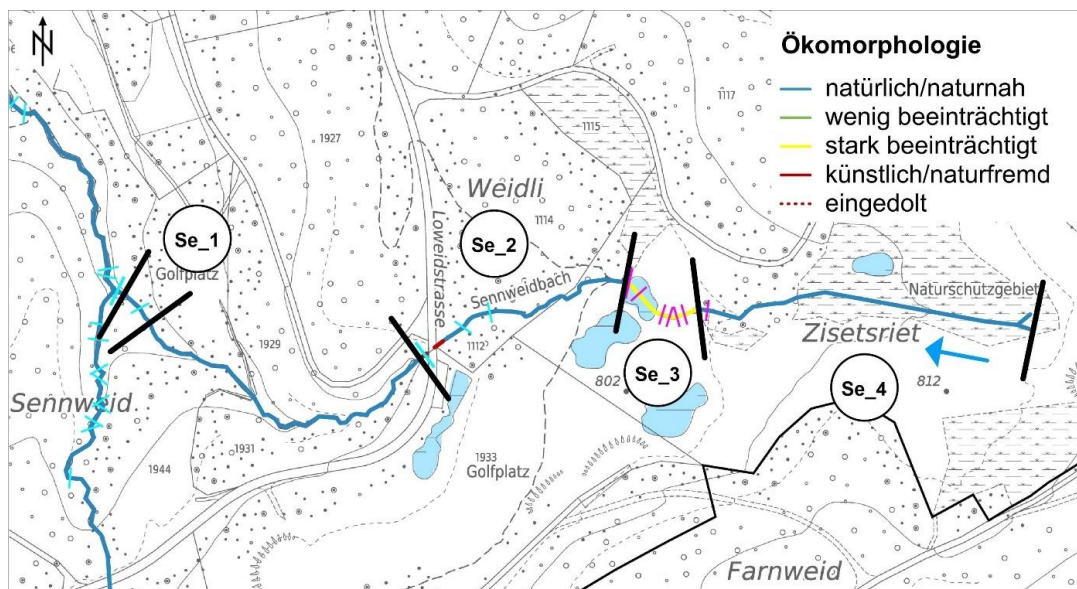 N
Ökomorphologie
natürlich/naturnah
wenig beeinträchtigt
stark beeinträchtigt
künstlich/naturfremd
eingedolt
1117
1115
1927
Weidli
1114
Se_1
Golfplatz
Se_2
Loweidstrasse
Sennweidbach
Naturschutzgebiet
Zisetsriet
1929
1112
Se_3
802
Se_4
812
Sennweid
1931
1944
1933
Golfplatz
Farnweid